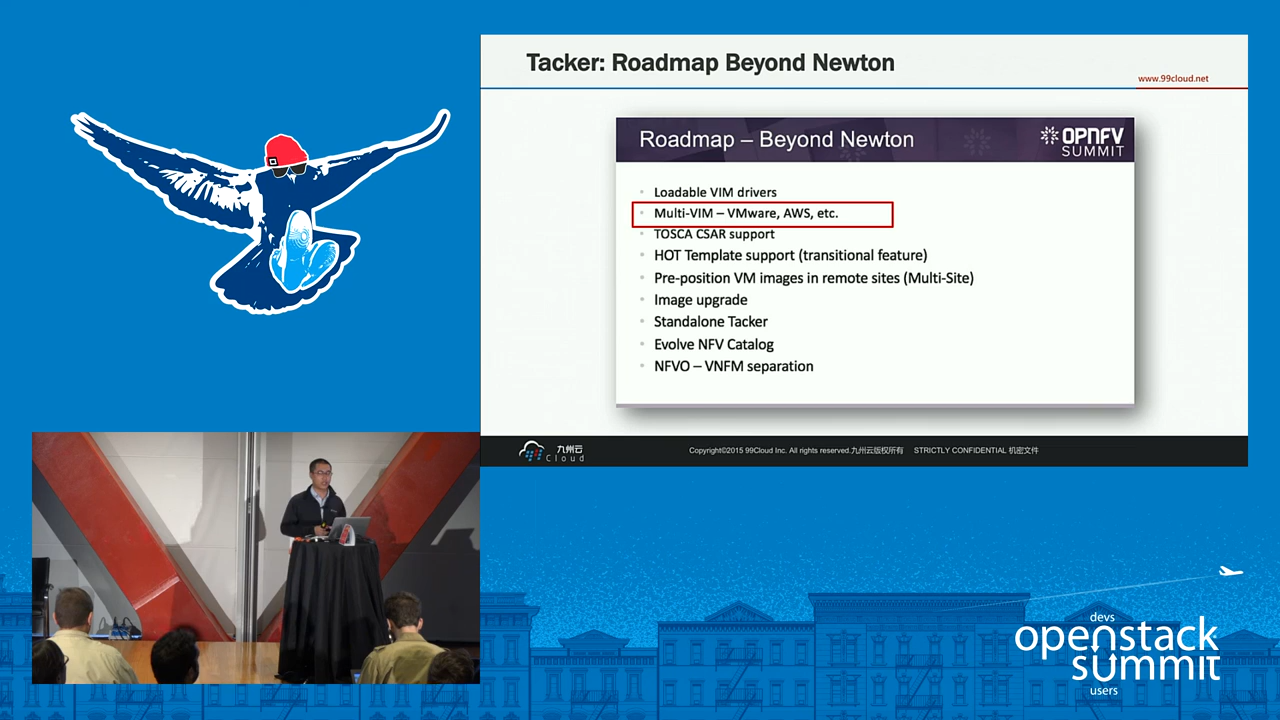 Tacker: Roadmap Beyond Newton
www.99cloud.net
Roadmap – Beyond Newton
OPNFV
SUMMIT
Loadable VIM drivers
Multi-VIM – VMware, AWS, etc.
TOSCA CSAR support
HOT Template support (transitional feature)
Pre-position VM images in remote sites (Multi-Site)
Image upgrade
Standalone Tacker
Evolve NFV Catalog
NFVO – VNFM separation
九州云
Cloud
Copyright©2015 99Cloud Inc. All rights reserved.九州云版权所有 STRICTLY CONFIDENTIAL 机密文件
devs
openstack
summit
users